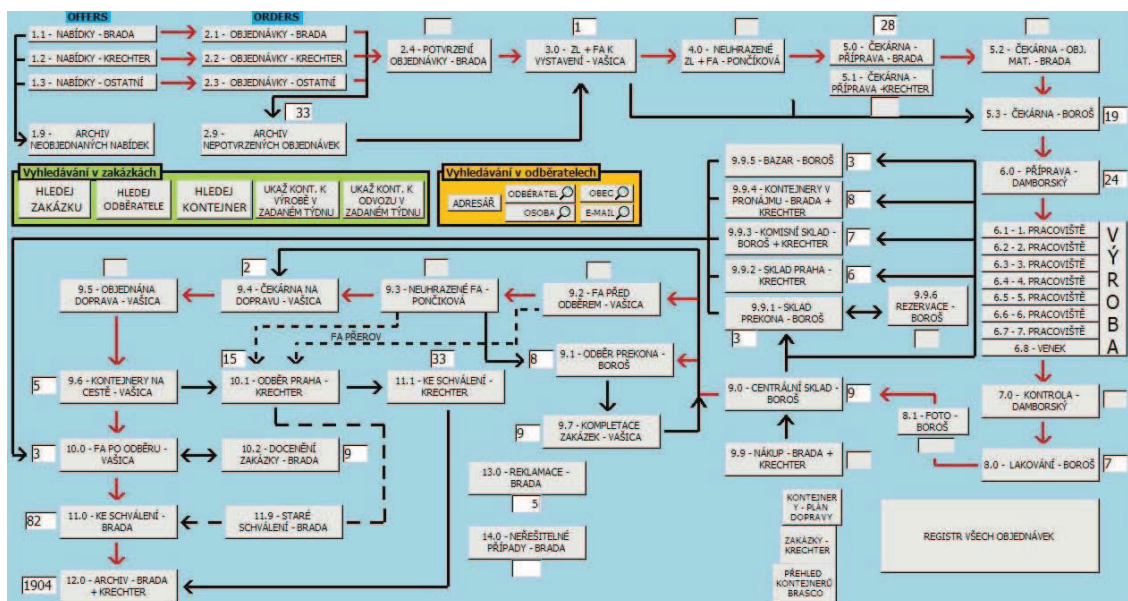 OFFERS
ORDERS
1.1 - NABÍDKY - BRADA
1.2 - NABÍDKY - KRECHTER
1.3 - NABÍDKY - OSTATNÍ
1.9 - ARCHIV
NEOBJEDNANÝCH NABÍDEK
2.1 - OBJEDNÁVKY - BRADA
2.2 - OBJEDNÁVKY - KRECHTER
2.3 - OBJEDNÁVKY - OSTATNÍ
33
2.9 - ARCHIV
NEPOTVRZENÝCH OBJEDNÁVEK
2.4 - POTVRZENÍ
OBJEDNÁVKY - BRADA
1
3.0 - ZL + FA K
VYSTAVENÍ - VAŠICA
4.0 - NEUHRAZENÉ
ZL + FA - PONČÍKOVÁ
28
5.0 - ČEKÁRNA -
PŘÍPRAVA - BRADA
5.1 - ČEKÁRNA -
PŘÍPRAVA -KRECHTER
5.2 - ČEKÁRNA - OBJ.
MAT. - BRADA
5.3 - ČEKÁRNA - BOROŠ
19
Vyhledávání v zakázkách
HLEDEJ
ZAKÁZKU
HLEDEJ
ODBĚRATELE
HLEDEJ
KONTEJNER
UKAŽ KONT. K
VÝROBĚ V
ZADANÉM TÝDNU
UKAŽ KONT. K
ODVOZU V
ZADANÉM TÝDNU
Vyhledávání v odběratelech
ADRESÁŘ
ODBĚRATEL
OBEC
OSOBA
E-MAIL
9.9.5 - BAZAR - BOROŠ
3
9.9.4 - KONTEJNERY V
PRONÁJMU - BRADA +
KRECHTER
8
9.9.3 - KOMISNÍ SKLAD -
BOROŠ + KRECHTER
7
9.9.2 - SKLAD PRAHA -
KRECHTER
6
9.9.1 - SKLAD
PREKONA - BOROŠ
3
9.9.6
REZERVACE -
BOROŠ
6.0 - PŘÍPRAVA -
DAMBORSKÝ
24
6.1 - 1. PRACOVIŠTĚ
6.2 - 2. PRACOVIŠTĚ
6.3 - 3. PRACOVIŠTĚ
6.4 - 4. PRACOVIŠTĚ
6.5 - 5. PRACOVIŠTĚ
6.6 - 6. PRACOVIŠTĚ
6.7 - 7. PRACOVIŠTĚ
6.8 - VENEK
V
Ý
R
O
B
A
9.5 - OBJEDNÁNA
DOPRAVA - VAŠICA
2
9.4 - ČEKÁRNA NA
DOPRAVU - VAŠICA
9.3 - NEUHRAZENÉ FA -
PONČÍKOVÁ
9.2 - FA PŘED
ODBĚREM - VAŠICA
FA PŘEROV
5
9.6 - KONTEJNERY NA
CESTĚ - VAŠICA
15
10.1 - ODBĚR PRAHA -
KRECHTER
33
11.1 - KE SCHVÁLENÍ -
KRECHTER
8
9.1 - ODBĚR PREKONA -
BOROŠ
9.0 - CENTRÁLNÍ SKLAD -
BOROŠ
9
8.1 - FOTO -
BOROŠ
7.0 - KONTROLA -
DAMBORSKÝ
9
9.7 - KOMPLETACE
ZAKÁZEK - VAŠICA
3
10.0 - FA PO ODBĚRU -
VAŠICA
10.2 - DOCENĚNÍ
ZAKÁZKY - BRADA
9
9.9 - NÁKUP - BRADA +
KRECHTER
8.0 - LAKOVÁNÍ - BOROŠ
7
13.0 - REKLAMACE -
BRADA
5
82
11.0 - KE SCHVÁLENÍ -
BRADA
11.9 - STARÉ
SCHVÁLENÍ - BRADA
14.0 - NEŘEŠITELNÉ
PŘÍPADY - BRADA
KONTEJNER
Y - PLÁN
DOPRAVY
ZAKÁZKY -
KRECHTER
PŘEHLED
KONTEJNERŮ
BRASCO
REGISTR VŠECH OBJEDNÁVEK
1904
12.0 - ARCHIV - BRADA
+ KRECHTER